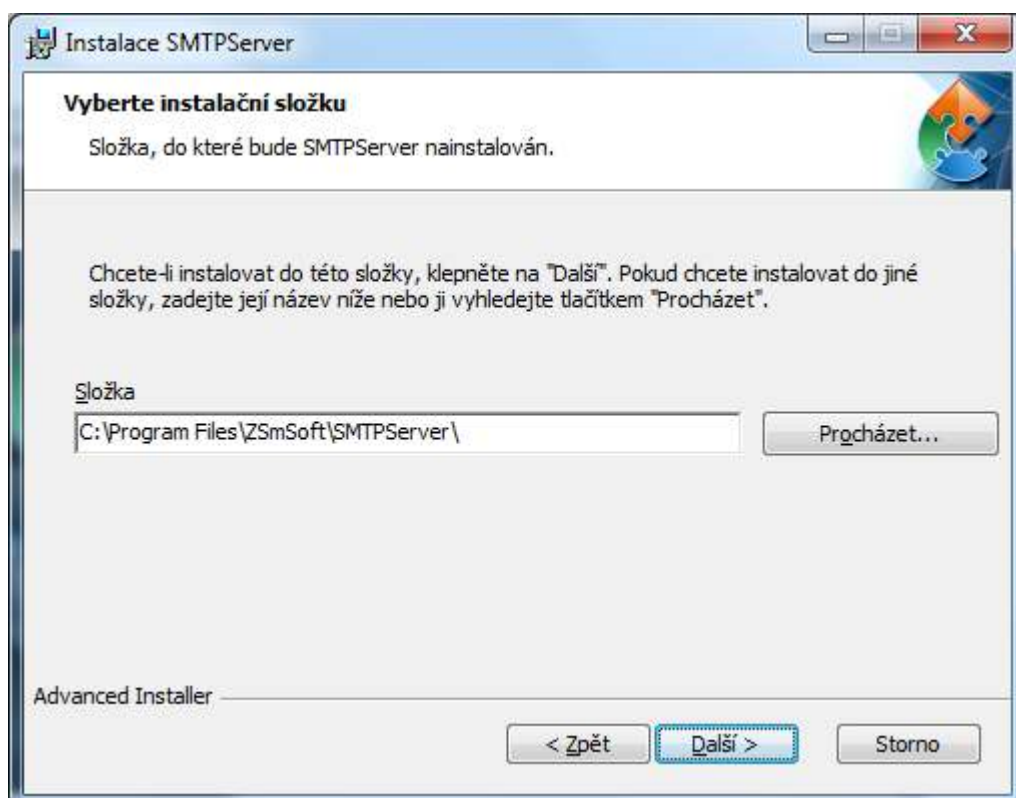 Instalace SMTPServer
Vyberte instalační složku
Složka, do které bude SMTPServer nainstalován.
Chcete-li instalovat do této složky, klepněte na "Další". Pokud chcete instalovat do jiné
složky, zadejte její název níže nebo ji vyhledejte tlačítkem "Procházet".
Složka
C:\Program Files\ZSmSoft\SMTPServer\
Procházet...
Advanced Installer
< Zpět
Další >
Storno